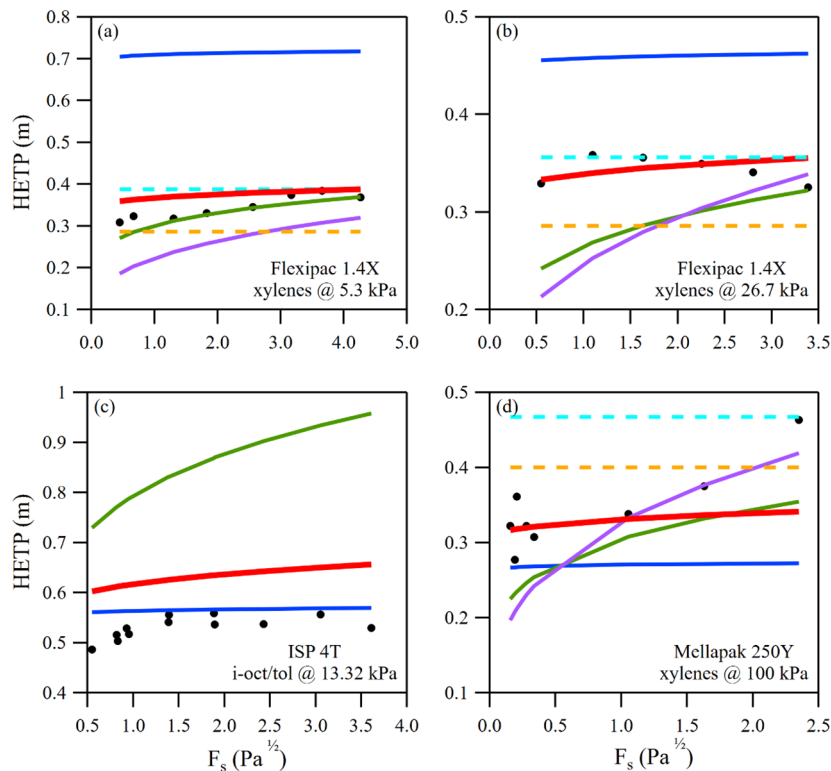 (a)
0.8
0.7
0.6
0.5
0.4
0.3
0.2
0.1
HETP (m)
Flexipac 1.4X
xylenes @ 5.3 kPa
0.0 1.0 2.0 3.0 4.0 5.0
(b)
0.5
0.4
0.3
0.2
Flexipac 1.4X
xylenes @ 26.7 kPa
0.0 0.5 1.0 1.5 2.0 2.5 3.0 3.5
(c)
1
0.9
0.8
0.7
0.6
0.5
0.4
HETP (m)
ISP 4T
i-oct/tol @ 13.32 kPa
0.5 1.0 1.5 2.0 2.5 3.0 3.5 4.0
Fs (Pa ½)
(d)
0.5
0.4
0.3
0.2
0.1
Mellapak 250Y
xylenes @ 100 kPa
0.0 0.5 1.0 1.5 2.0 2.5
Fs (Pa ½)